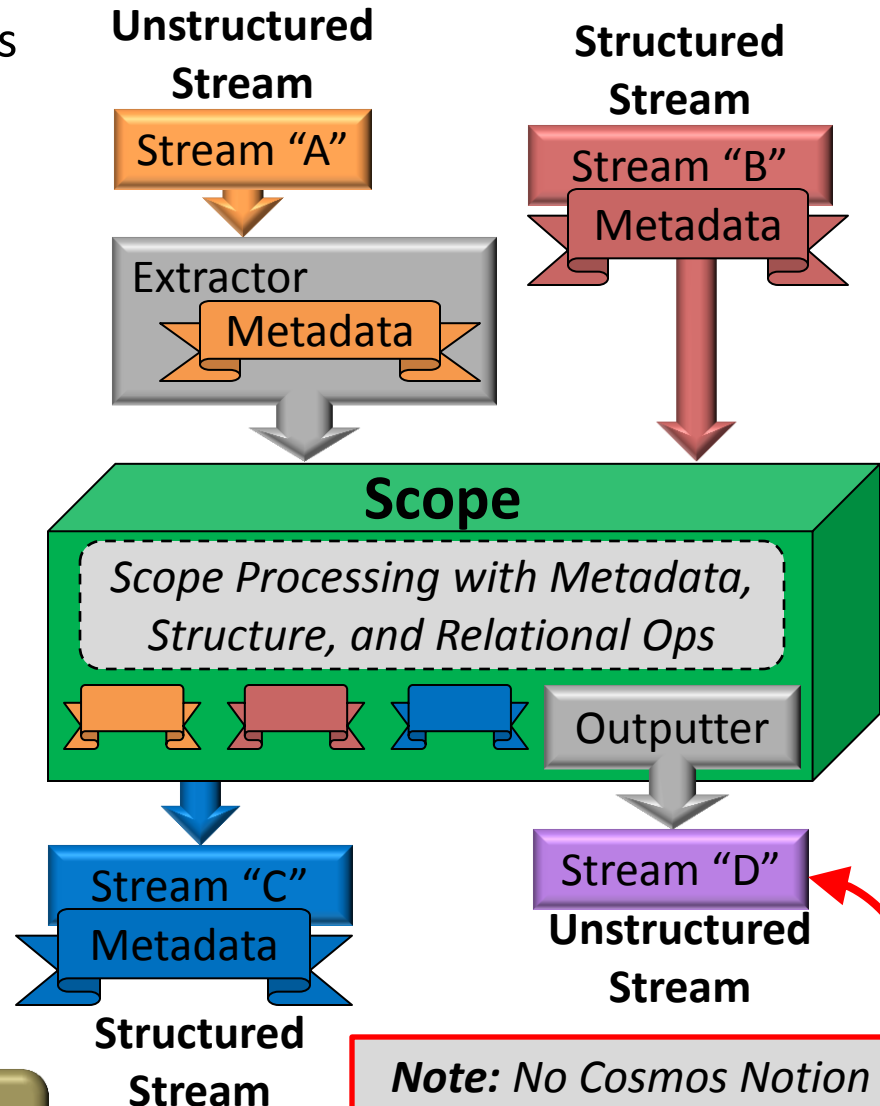 s
Unstructured
Stream
Structured
Stream
Stream “A”
Stream “B”
Metadata
Extractor
Metadata
Scope
Scope Processing with Metadata,
Structure, and Relational Ops
Outputter
Stream “C”
Metadata
Structured
Stream
Stream “D”
Unstructured
Stream
Note: No Cosmos Notion